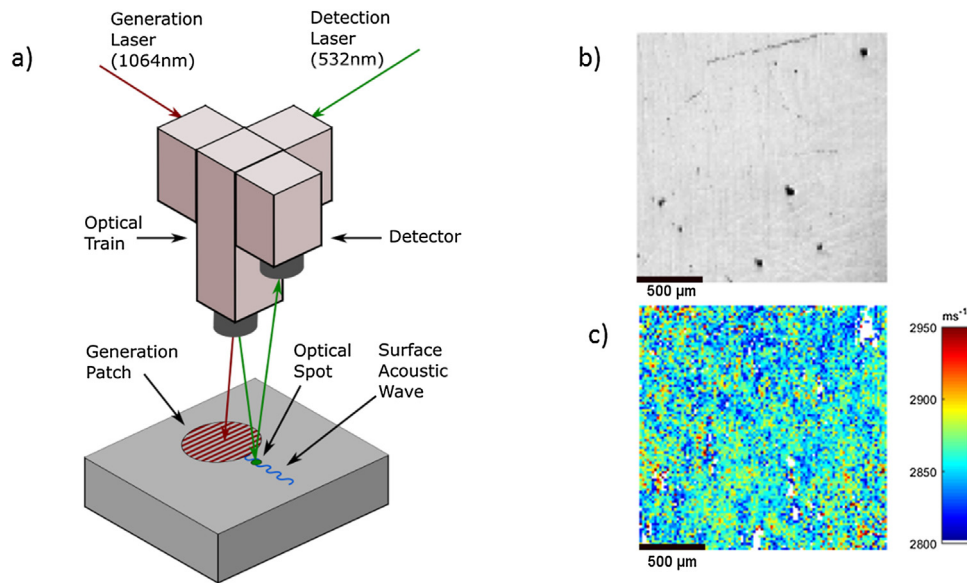 a)
Generation
Laser
(1064nm)
Detection
Laser
(532nm)
Optical
Train
Detector
Generation
Patch
Optical
Spot
Surface
Acoustic
Wave
b)
500 µm
c)
ms⁻¹
2950
2900
2850
2800
500 µm